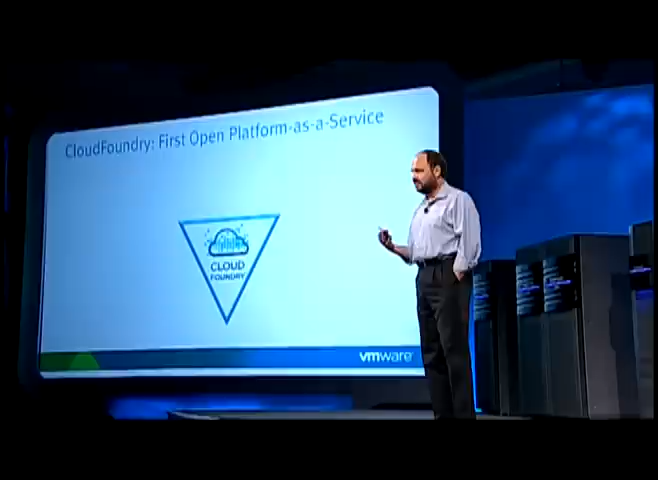 CloudFoundry: First Open Platform-as-a-Service
CLOUD
FOUNDRY
vmware